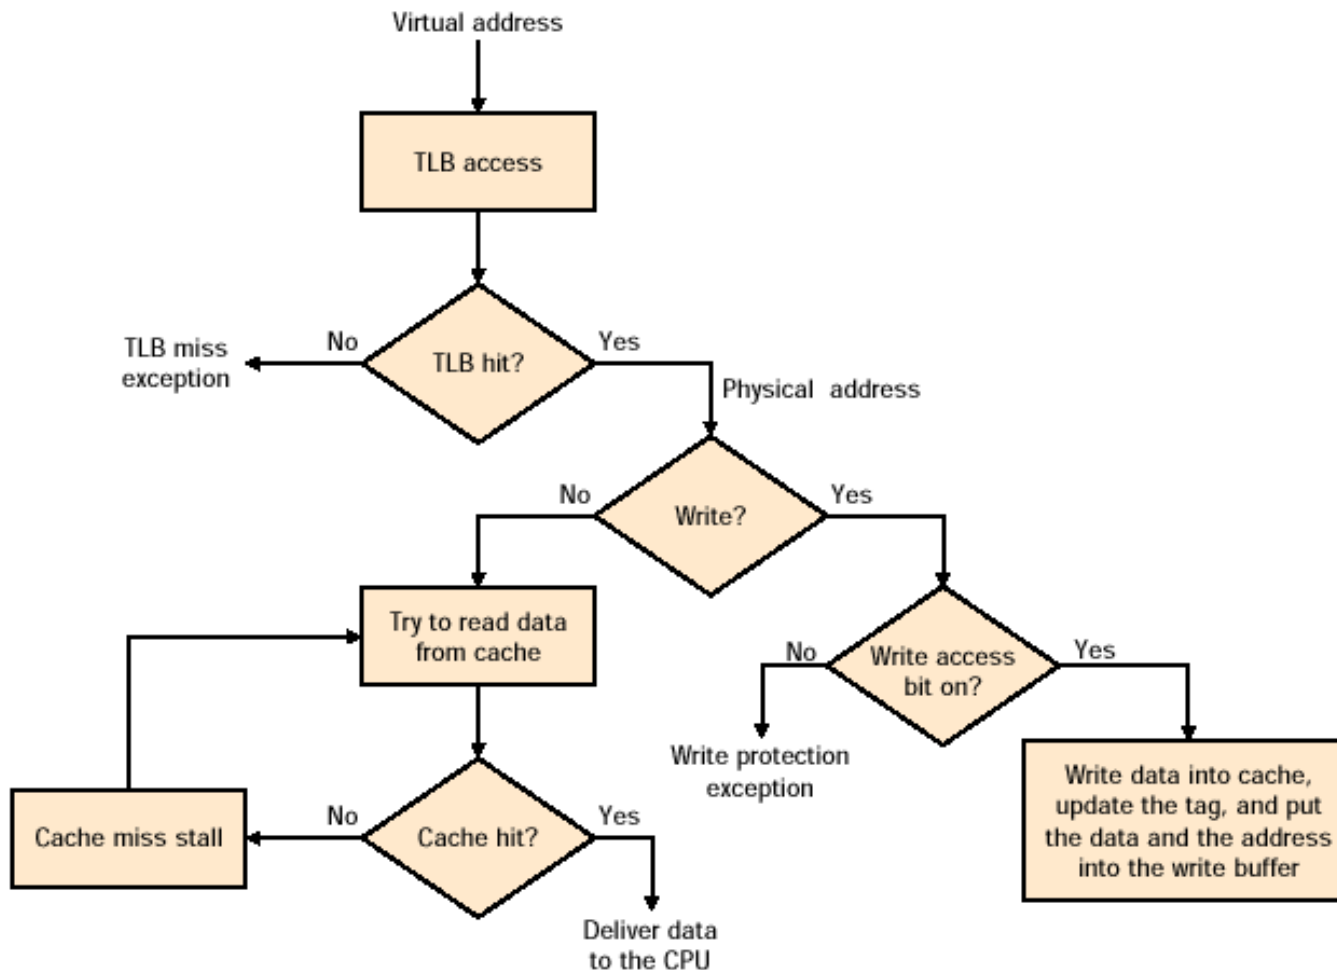 Virtual address
TLB access
No
Yes
TLB miss
exception
TLB hit?
Physical address
No
Yes
Write?
Try to read data
from cache
No
Yes
Write access
bit on?
Write protection
exception
Write data into cache,
update the tag, and put
the data and the address
into the write buffer
No
Yes
Cache miss stall
Cache hit?
Deliver data
to the CPU